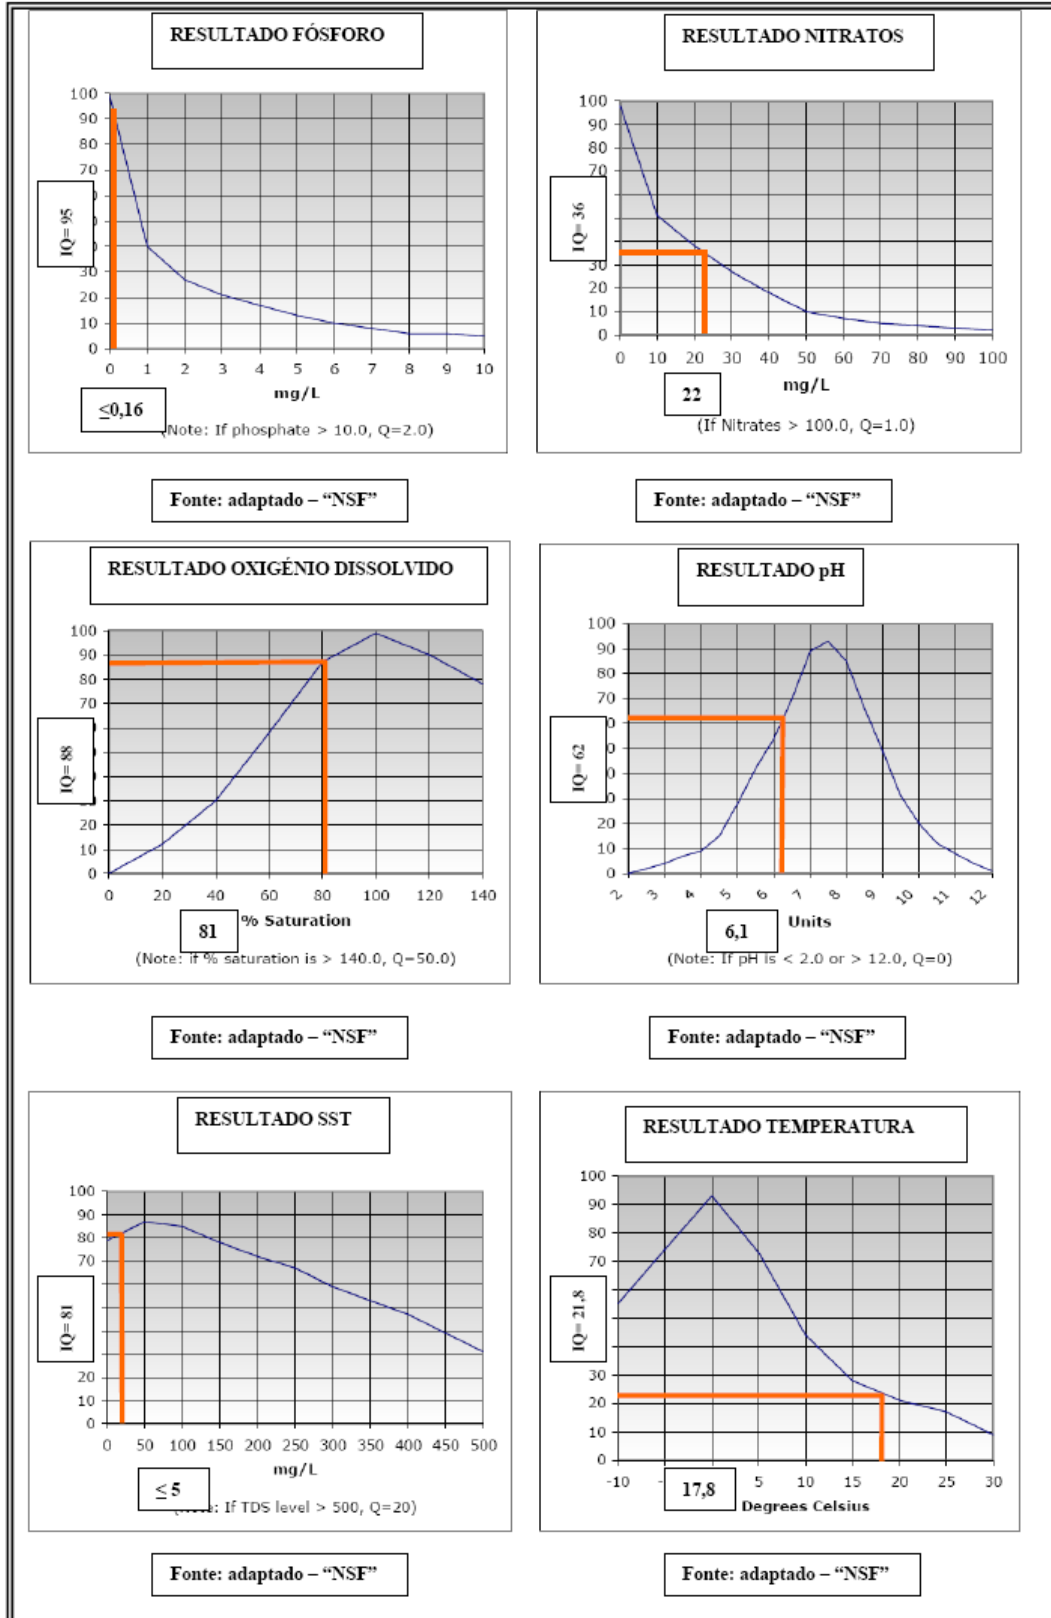 RESULTADO FÓSFORO
100
90
80
70
30
20
10
0
IQ= 95
0 1 2 3 4 5 6 7 8 9 10
mg/L
≤0,16
(Note: If phosphate > 10.0, Q=2.0)
Fonte: adaptado – “NSF”
RESULTADO NITRATOS
100
90
80
70
30
20
10
0
IQ= 36
0 10 20 30 40 50 60 70 80 90 100
mg/L
22
(If Nitrates > 100.0, Q=1.0)
Fonte: adaptado – “NSF”
RESULTADO OXIGÉNIO DISSOLVIDO
100
90
80
70
20
10
0
IQ= 88
0 20 40 60 80 100 120 140
% Saturation
81
(Note: if % saturation is > 140.0, Q=50.0)
Fonte: adaptado – “NSF”
RESULTADO pH
100
90
80
70
20
10
0
IQ= 62
2 3 4 5 6 7 8 9 10 11 12
Units
6,1
(Note: If pH is < 2.0 or > 12.0, Q=0)
Fonte: adaptado – “NSF”
RESULTADO SST
100
90
80
70
20
10
0
IQ= 81
0 50 100 150 200 250 300 350 400 450 500
mg/L
≤ 5
If TDS level > 500, Q=20)
Fonte: adaptado – “NSF”
RESULTADO TEMPERATURA
100
90
80
70
30
20
10
0
IQ= 21,8
-10 5 10 15 20 25 30
Degrees Celsius
17,8
Fonte: adaptado – “NSF”